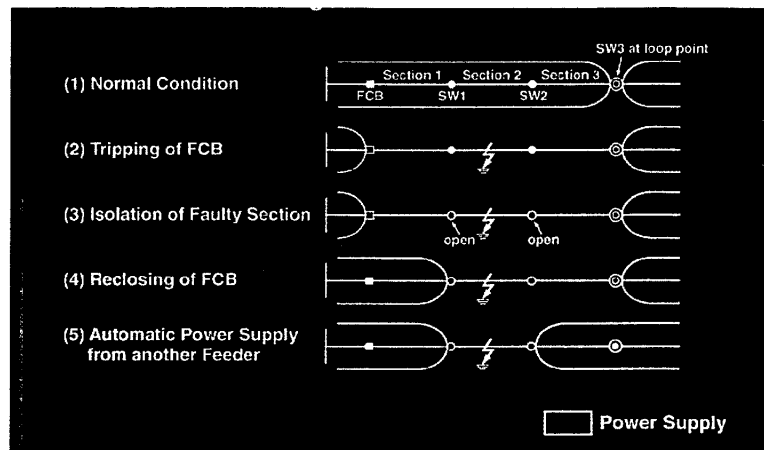 SW3 at loop point
(1) Normal Condition
Section 1
Section 2
Section 3
FCB
SW1
SW2
(2) Tripping of FCB
(3) Isolation of Faulty Section
open
open
(4) Reclosing of FCB
(5) Automatic Power Supply
from another Feeder
Power Supply